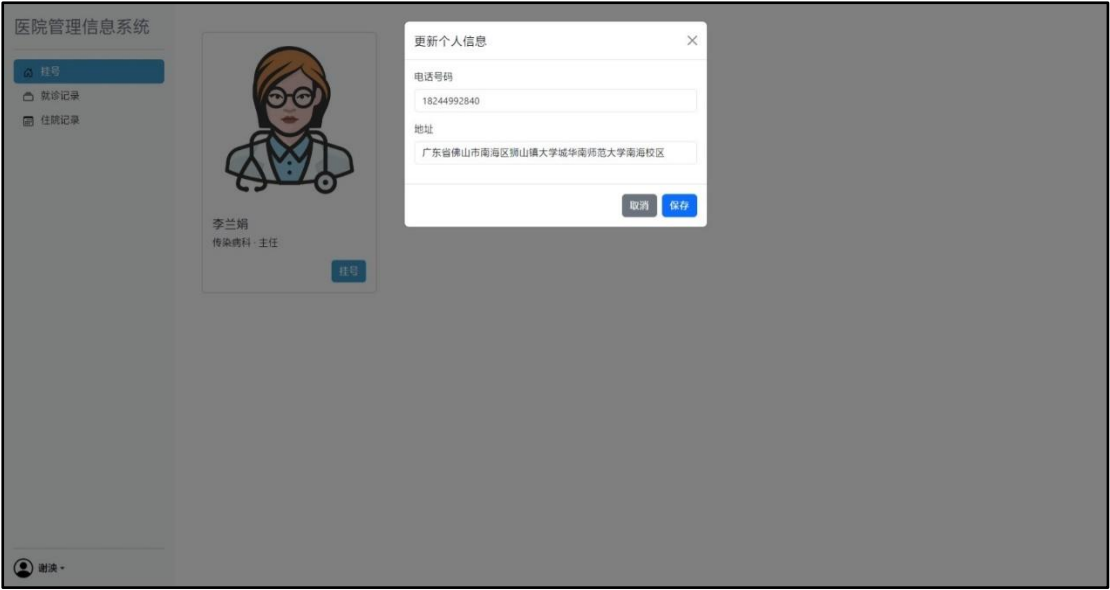 医院管理信息系统
挂号
就诊记录
住院记录
李兰娟
传染病科 · 主任
挂号
更新个人信息
电话号码
18244992840
地址
广东省佛山市南海区狮山镇大学城华南师范大学南海校区
取消
保存
谢泱